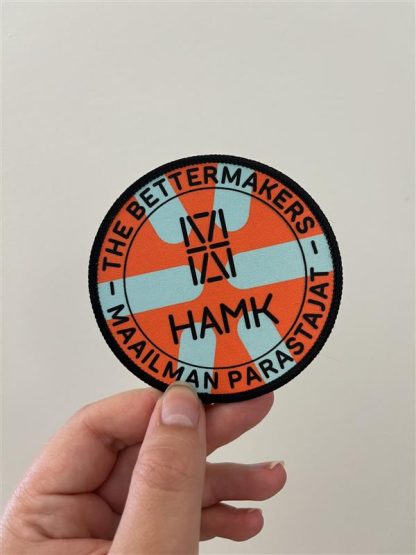 - THE BETTERMAKERS -
HAMK
MAAILMAN PARASTAJAT